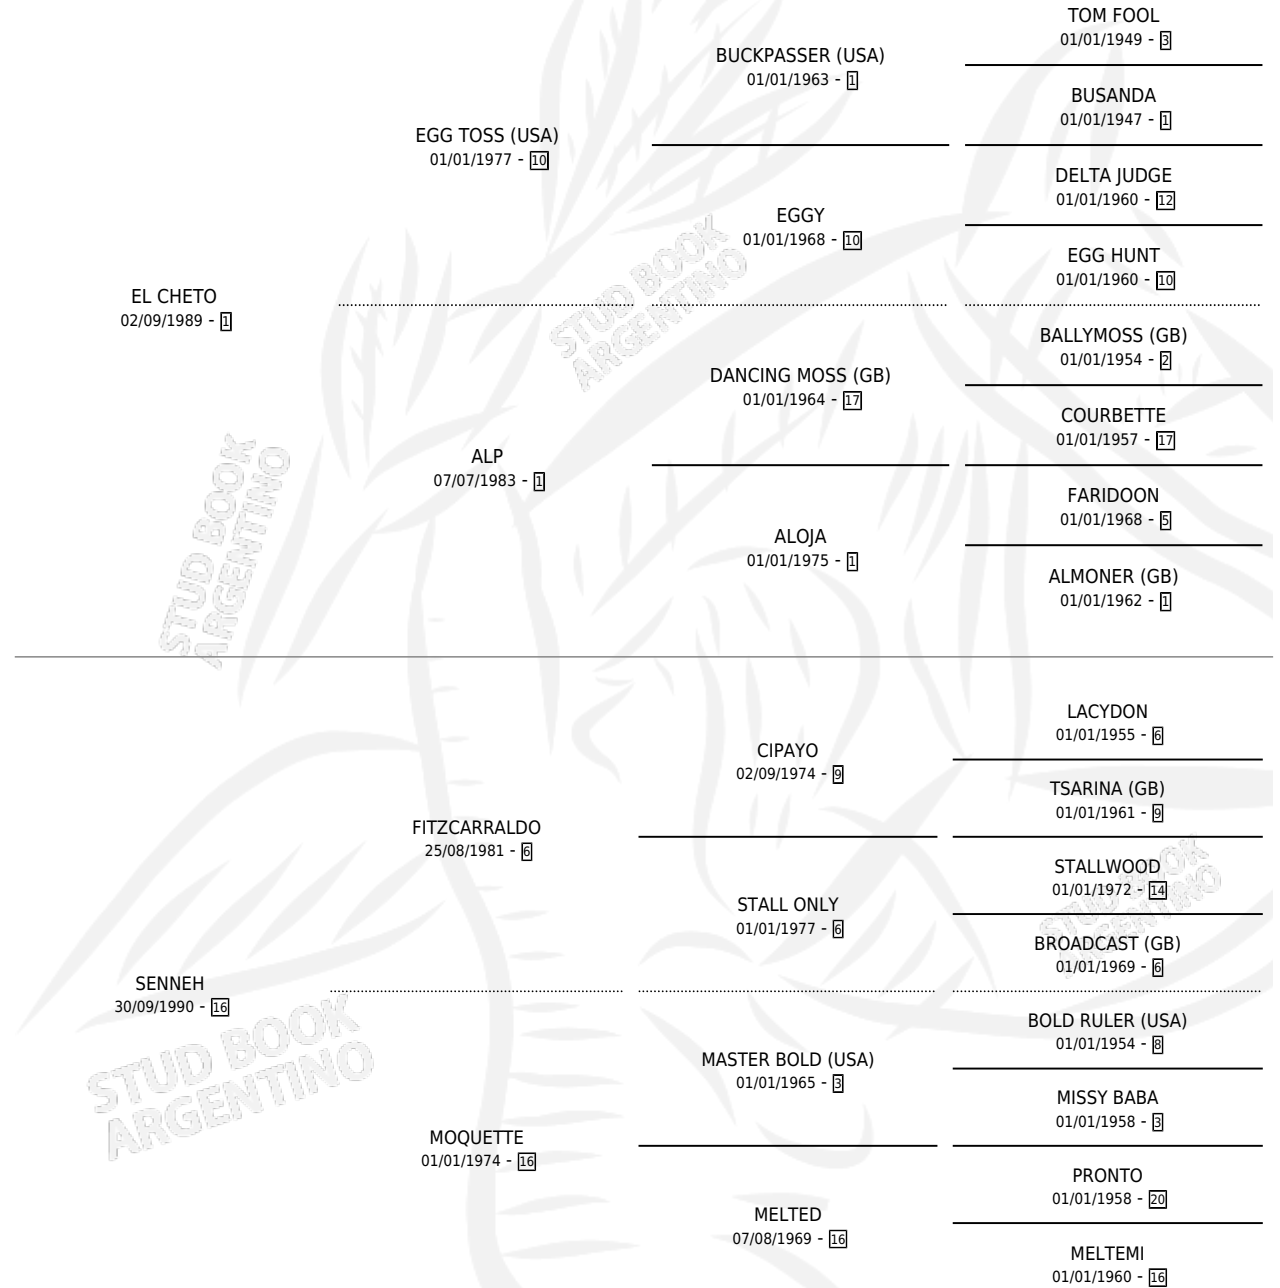 TOM FOOL
01/01/1949 - 3
BUCKPASSER (USA)
01/01/1963 - 1
BUSANDA
01/01/1947 - 1
EGG TOSS (USA)
01/01/1977 - 10
DELTA JUDGE
01/01/1960 - 12
EGGY
01/01/1968 - 10
EGG HUNT
01/01/1960 - 10
EL CHETO
02/09/1989 - 1
STUD BOOK
ARGENTINO
BALLYMOSS (GB)
01/01/1954 - 2
DANCING MOSS (GB)
01/01/1964 - 17
COURBETTE
01/01/1957 - 17
ALP
07/07/1983 - 1
FARIDOON
01/01/1968 - 5
ALOJA
01/01/1975 - 1
ALMONER (GB)
01/01/1962 - 1
STUD BOOK
ARGENTINO
LACYDON
01/01/1955 - 6
CIPAYO
02/09/1974 - 9
TSARINA (GB)
01/01/1961 - 9
FITZCARRALDO
25/08/1981 - 6
STALLWOOD
01/01/1972 - 14
STALL ONLY
01/01/1977 - 6
BROADCAST (GB)
01/01/1969 - 6
STUD BOOK
ARGENTINO
SENNEH
30/09/1990 - 16
BOLD RULER (USA)
01/01/1954 - 8
MASTER BOLD (USA)
01/01/1965 - 3
MISSY BABA
01/01/1958 - 3
STUD BOOK
ARGENTINO
MOQUETTE
01/01/1974 - 16
PRONTO
01/01/1958 - 20
MELTED
07/08/1969 - 16
MELTEMI
01/01/1960 - 16